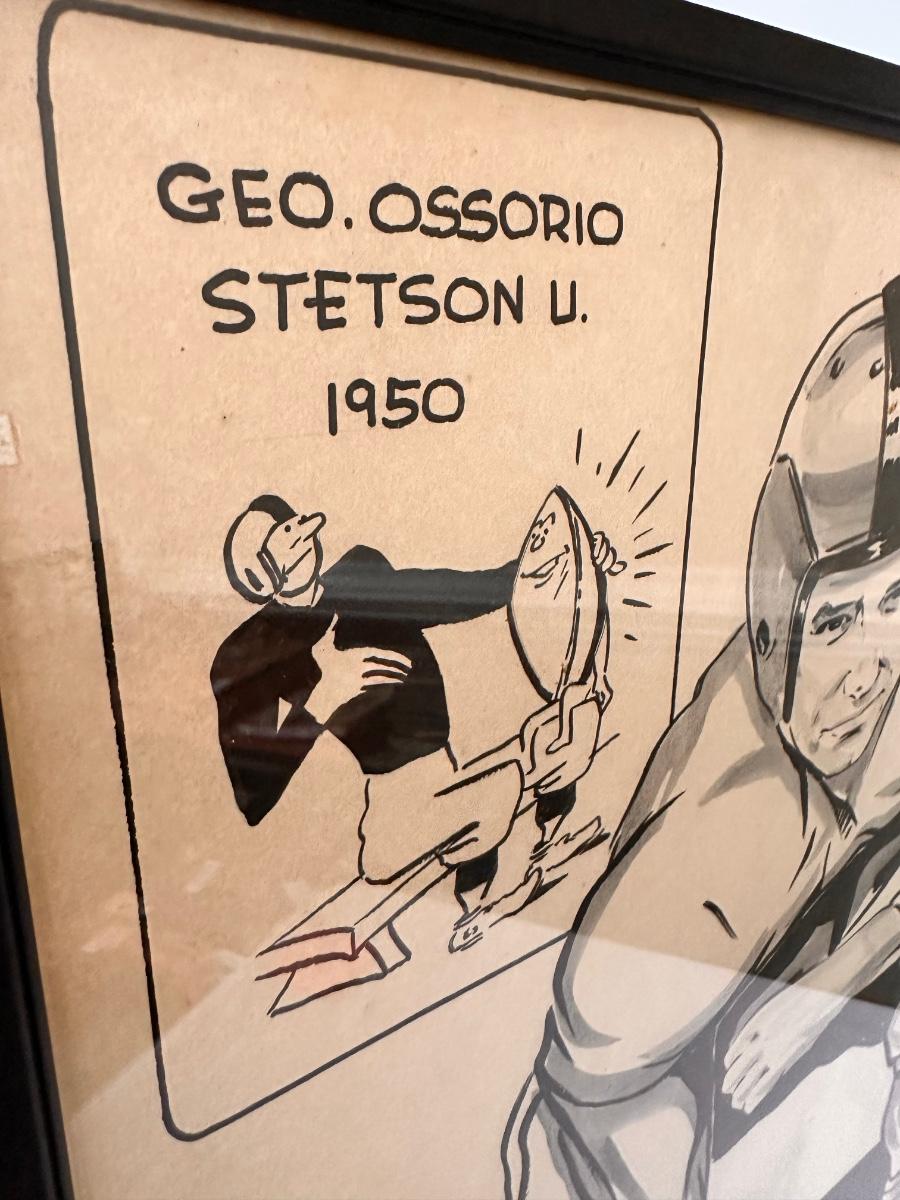 GEO. OSSORIO
STETSON U.
1950